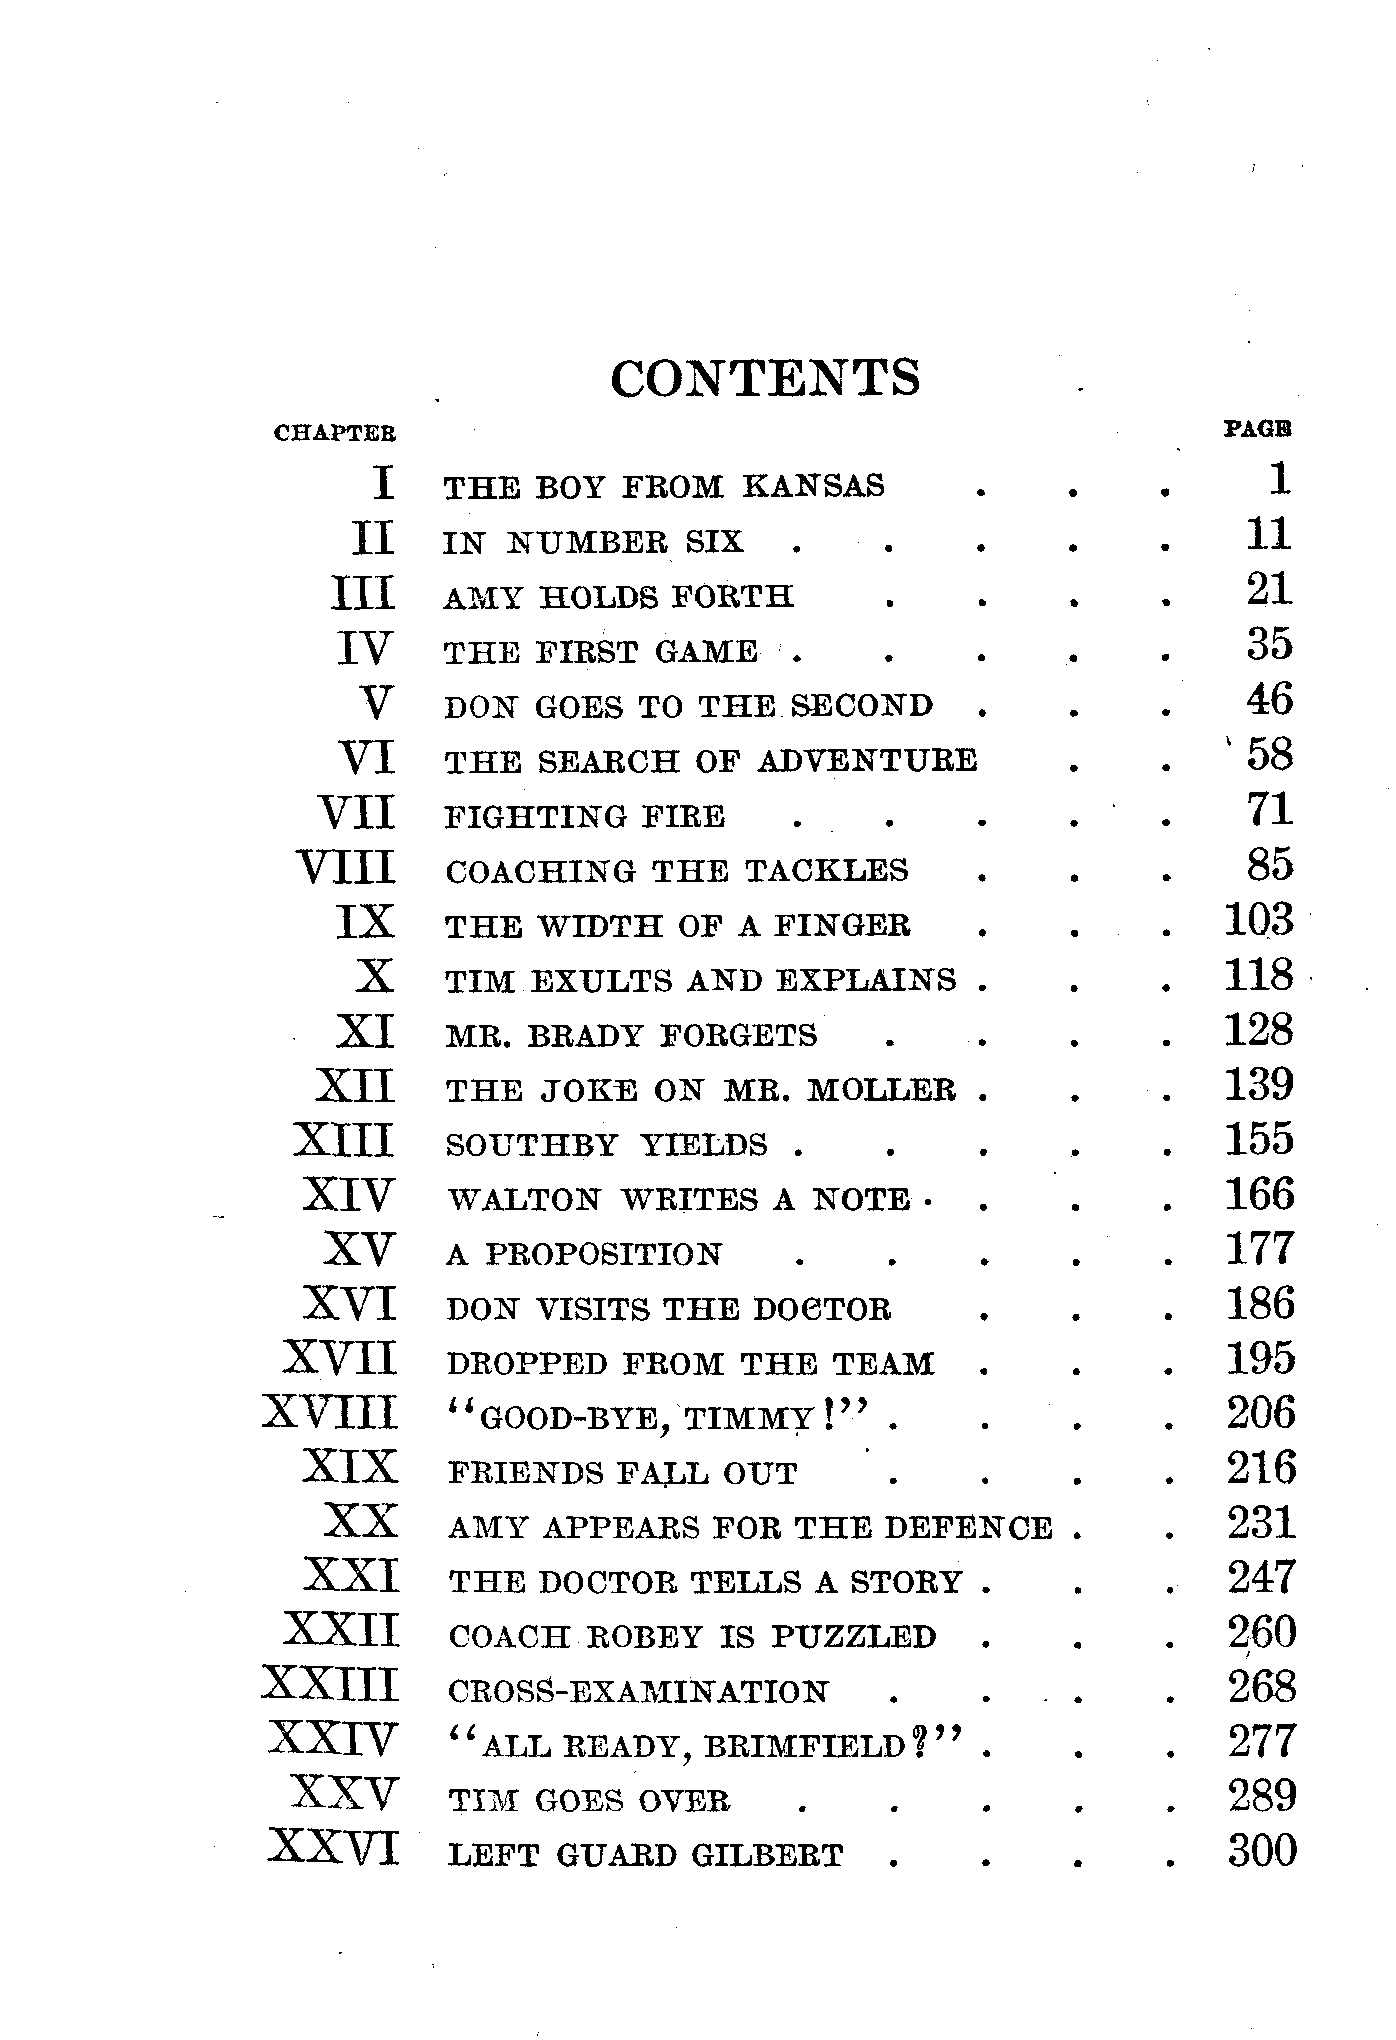 CONTENTS
CHAPTER PAGE
I THE BOY FROM KANSAS . . . 1
II IN NUMBER SIX . . . . . 11
III AMY HOLDS FORTH . . . . 21
IV THE FIRST GAME . . . . . 35
V DON GOES TO THE SECOND . . . 46
VI THE SEARCH OF ADVENTURE . . 58
VII FIGHTING FIRE . . . . . 71
VIII COACHING THE TACKLES . . . 85
IX THE WIDTH OF A FINGER . . . 103
X TIM EXULTS AND EXPLAINS . . . 118
XI MR. BRADY FORGETS . . . . 128
XII THE JOKE ON MR. MOLLER . . . 139
XIII SOUTHBY YIELDS . . . . . 155
XIV WALTON WRITES A NOTE . . . . 166
XV A PROPOSITION . . . . . 177
XVI DON VISITS THE DOCTOR . . . 186
XVII DROPPED FROM THE TEAM . . . 195
XVIII "GOOD-BYE, TIMMY!" . . . . 206
XIX FRIENDS FALL OUT . . . . 216
XX AMY APPEARS FOR THE DEFENCE . . 231
XXI THE DOCTOR TELLS A STORY . . . 247
XXII COACH ROBEY IS PUZZLED . . . 260
XXIII CROSS-EXAMINATION . . . . 268
XXIV "ALL READY, BRIMFIELD?" . . . 277
XXV TIM GOES OVER . . . . . 289
XXVI LEFT GUARD GILBERT . . . . 300